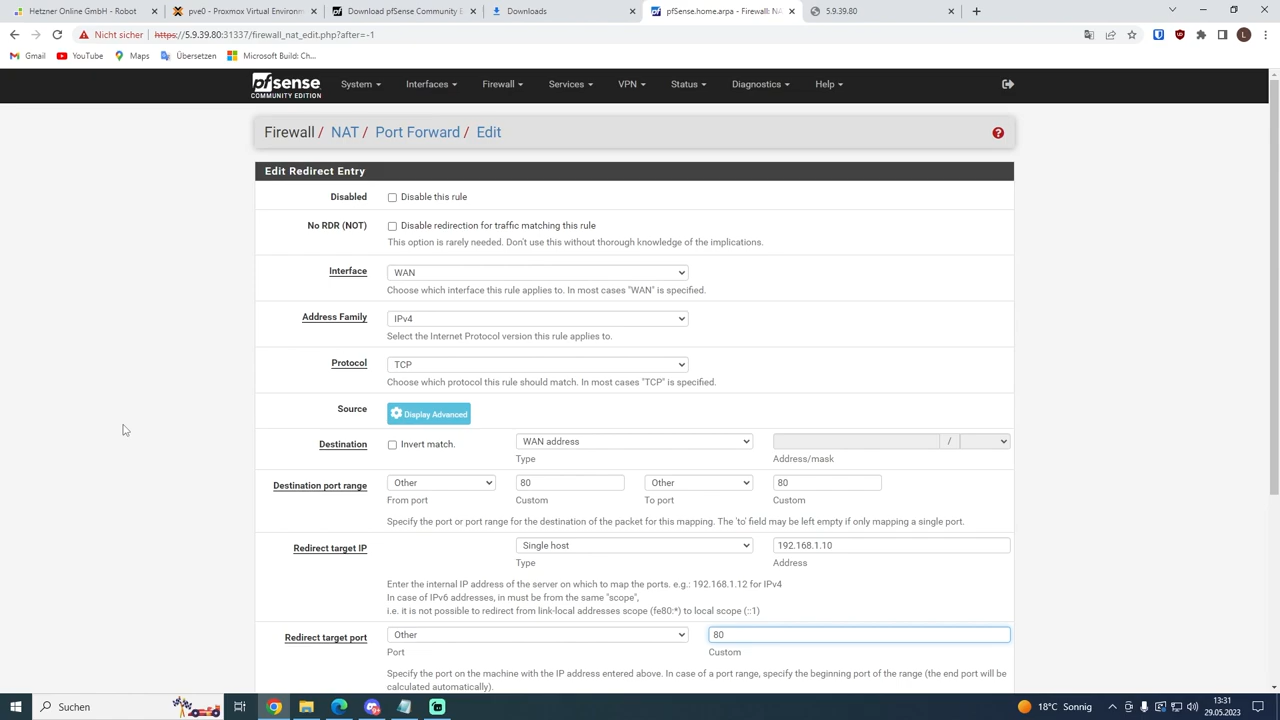 Hetzner Online GmbH - Robot
pve0 - Proxmox Virtual Environm
Download pfSense Community E
Downloads
pfSense.home.arpa - Firewall: NA
5.9.39.80
Nicht sicher https://5.9.39.80:31337/firewall_nat_edit.php?after=-1
Gmail
YouTube
Maps
Übersetzen
Microsoft Build: Ch...
pfsense
COMMUNITY EDITION
System
Interfaces
Firewall
Services
VPN
Status
Diagnostics
Help
Firewall / NAT / Port Forward / Edit
Edit Redirect Entry
Disabled
Disable this rule
No RDR (NOT)
Disable redirection for traffic matching this rule
This option is rarely needed. Don't use this without thorough knowledge of the implications.
Interface
WAN
Choose which interface this rule applies to. In most cases "WAN" is specified.
Address Family
IPv4
Select the Internet Protocol version this rule applies to.
Protocol
TCP
Choose which protocol this rule should match. In most cases "TCP" is specified.
Source
Display Advanced
Destination
Invert match.
WAN address
/
Type
Address/mask
Destination port range
Other
80
Other
80
From port
Custom
To port
Custom
Specify the port or port range for the destination of the packet for this mapping. The 'to' field may be left empty if only mapping a single port.
Redirect target IP
Single host
192.168.1.10
Type
Address
Enter the internal IP address of the server on which to map the ports. e.g.: 192.168.1.12 for IPv4
In case of IPv6 addresses, in must be from the same "scope",
i.e. it is not possible to redirect from link-local addresses scope (fe80:*) to local scope (::1)
Redirect target port
Other
80
Port
Custom
Specify the port on the machine with the IP address entered above. In case of a port range, specify the beginning port of the range (the end port will be
calculated automatically).
Suchen
18°C Sonnig
13:31
29.05.2023